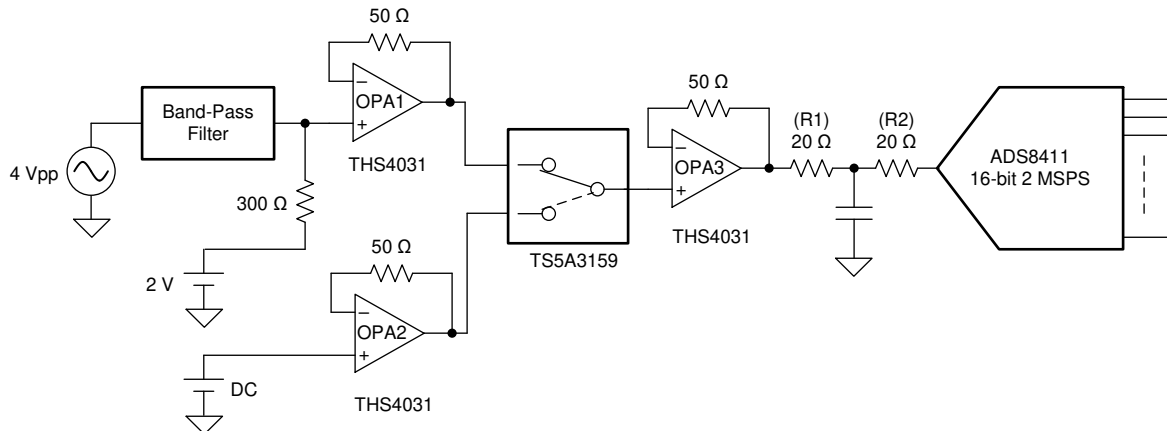 50 Ω
Band-Pass
Filter
−
OPA1
+
THS4031
4 Vpp
300 Ω
2 V
50 Ω
−
OPA2
+
DC
THS4031
TS5A3159
50 Ω
−
OPA3
+
THS4031
(R1)
20 Ω
(R2)
20 Ω
ADS8411
16-bit 2 MSPS